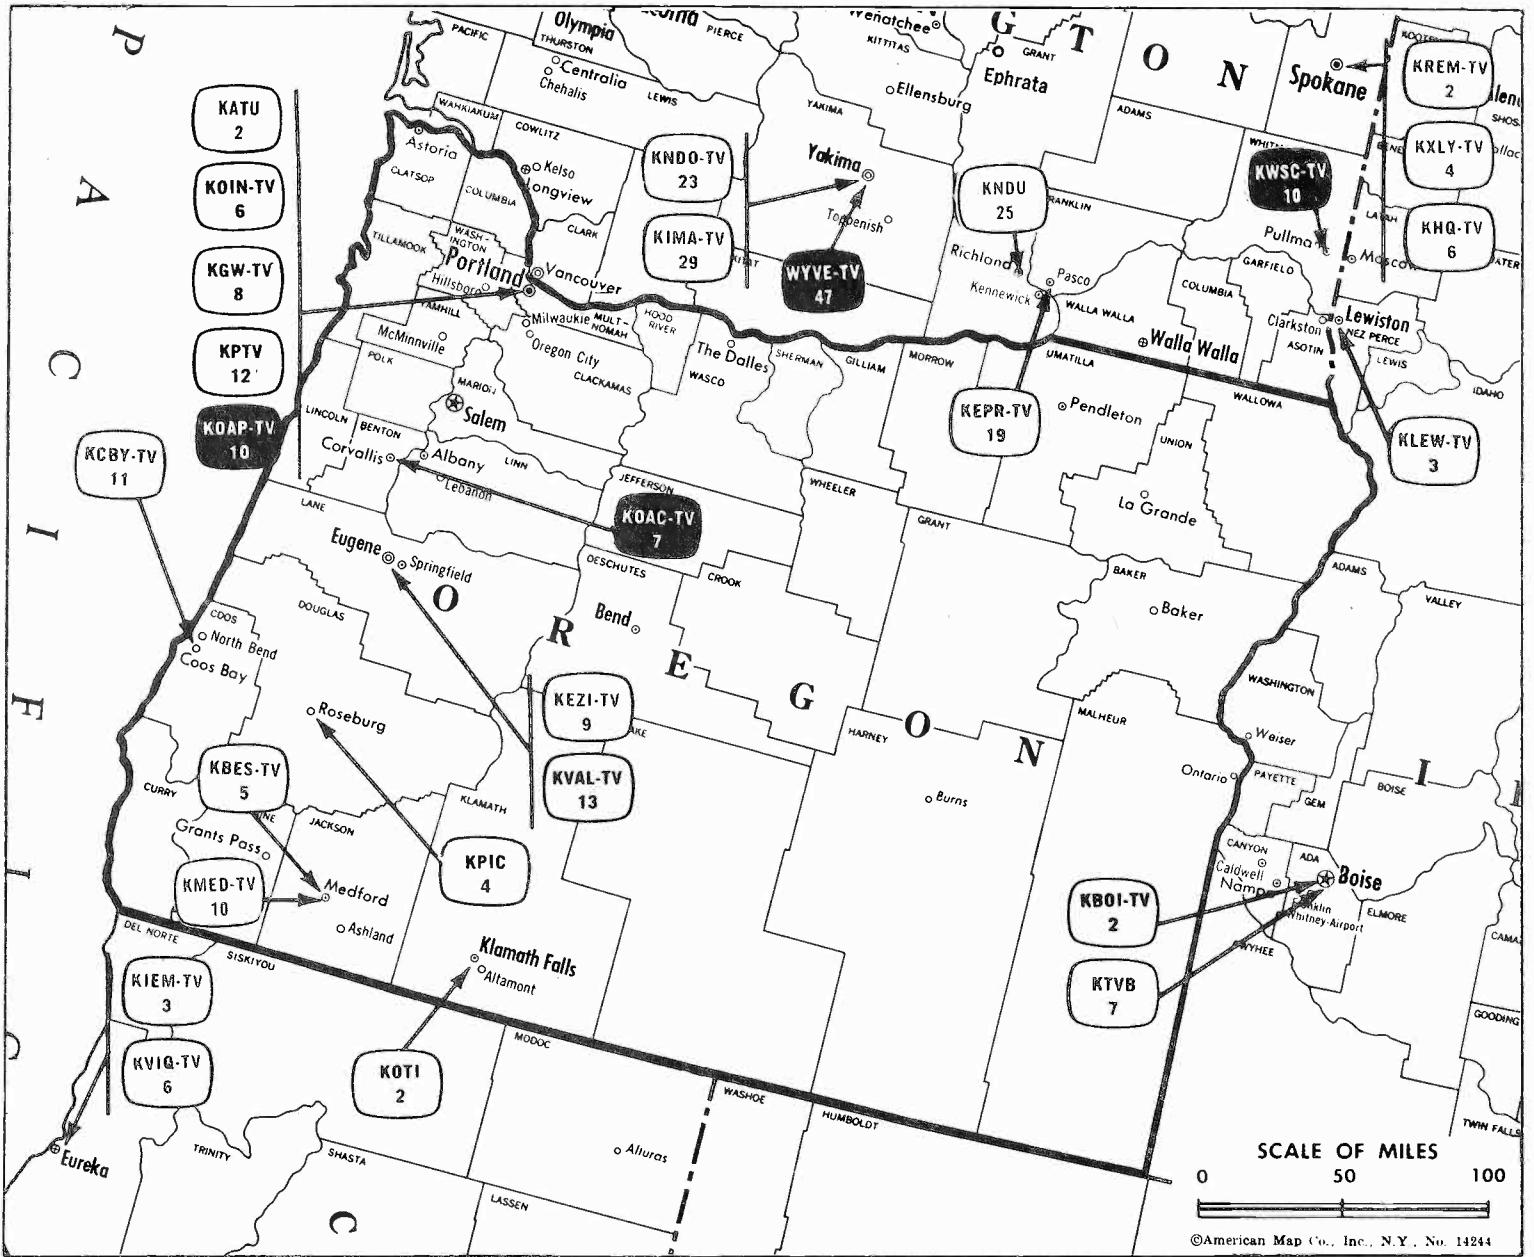 Olympia
THURSTON
PACIFIC
PIERCE
Wenatchee
KITTITAS
G T O N
GRANT
Ephrata
Spokane
KREM-TV
2
Centralia
Chehalis
LEWIS
Ellensburg
YAKIMA
ADAMS
KATU
2
WAHKIAKUM
COWLITZ
Astoria
CLATSOP
Kelso
Longview
COLUMBIA
KNDO-TV
23
Yakima
KNDU
25
KWSC-TV
10
KXLY-TV
4
KOIN-TV
6
CLARK
Toppenish
Pullma
LATAH
Moscow
KHQ-TV
6
KIMA-TV
29
WYVE-TV
47
Richland
Pasco
Kennewick
GARFIELD
COLUMBIA
WALLA WALLA
TILLAMOOK
WASH-
INGTON
Portland
Vancouver
Hillsboro
KGW-TV
8
YAMHILL
McMinnville
Milwaukie
MULT-
NOMAH
Oregon City
HOOD
RIVER
The Dalles
SHERMAN
GILLIAM
MORROW
UMATILLA
Walla Walla
Clarkston
Lewiston
NEZ PERCE
ASOTIN
LEWIS
IDAHO
WALLOWA
KPTV
12
POLK
MARION
CLACKAMAS
WASCO
Salem
KEPR-TV
19
Pendleton
UNION
KLEW-TV
3
KOAP-TV
10
LINCOLN
BENTON
Corvallis
Albany
LINN
Lebanon
JEFFERSON
WHEELER
La Grande
KCBY-TV
11
LANE
KOAC-TV
7
GRANT
Eugene
Springfield
DESCHUTES
CROOK
BAKER
Baker
ADAMS
VALLEY
DOUGLAS
Bend
O R E G O N
COOS
North Bend
Coos Bay
WASHINGTON
Roseburg
KEZI-TV
9
KVAL-TV
13
HARNEY
MALHEUR
Weiser
Ontario
PAYETTE
GEM
BOISE
I
KBES-TV
5
CURRY
JACKSON
KLAMATH
Burns
Grants Pass
KMED-TV
10
Medford
Ashland
KPIC
4
CANYON
Caldwell
ADA
Boise
KBOI-TV
2
Whitney-Airport
ELMORE
DEL NORTE
SISKIYOU
Klamath Falls
Altamont
KTVB
7
KIEM-TV
3
KVIQ-TV
6
KOTI
2
MODOC
WASHOE
HUMBOLDT
GOODING
TWIN FALLS
Eureka
TRINITY
SHASTA
Alturas
LASSEN
P A C I F I C
C
SCALE OF MILES
0 50 100
©American Map Co., Inc., N.Y., No. 14244